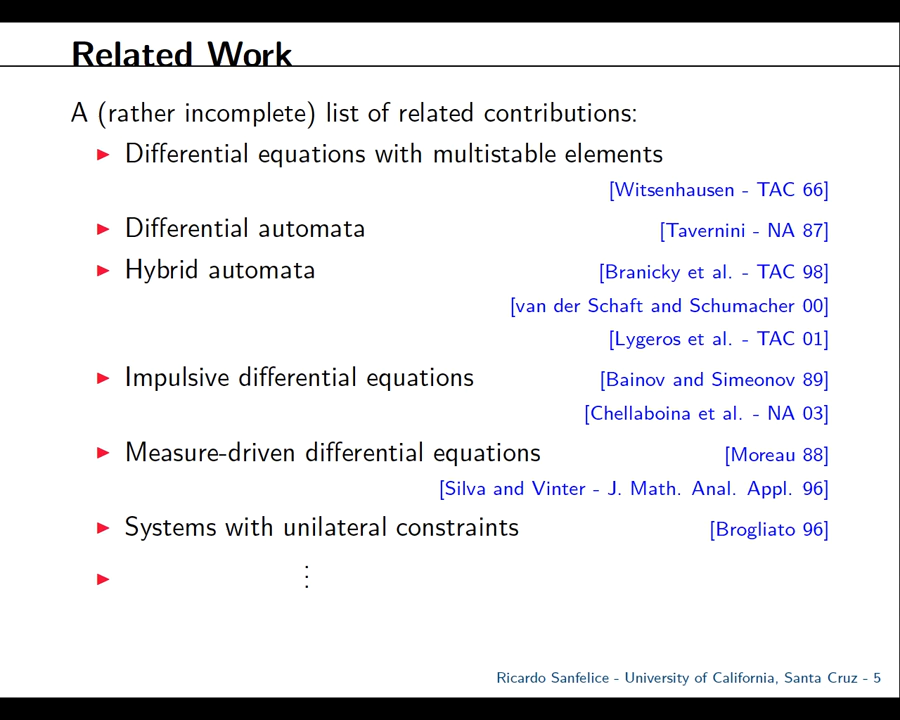 Related Work
A (rather incomplete) list of related contributions:
Differential equations with multistable elements
[Witsenhausen - TAC 66]
Differential automata [Tavernini - NA 87]
Hybrid automata [Branicky et al. - TAC 98]
[van der Schaft and Schumacher 00]
[Lygeros et al. - TAC 01]
Impulsive differential equations [Bainov and Simeonov 89]
[Chellaboina et al. - NA 03]
Measure-driven differential equations [Moreau 88]
[Silva and Vinter - J. Math. Anal. Appl. 96]
Systems with unilateral constraints [Brogliato 96]
⋮
Ricardo Sanfelice - University of California, Santa Cruz - 5